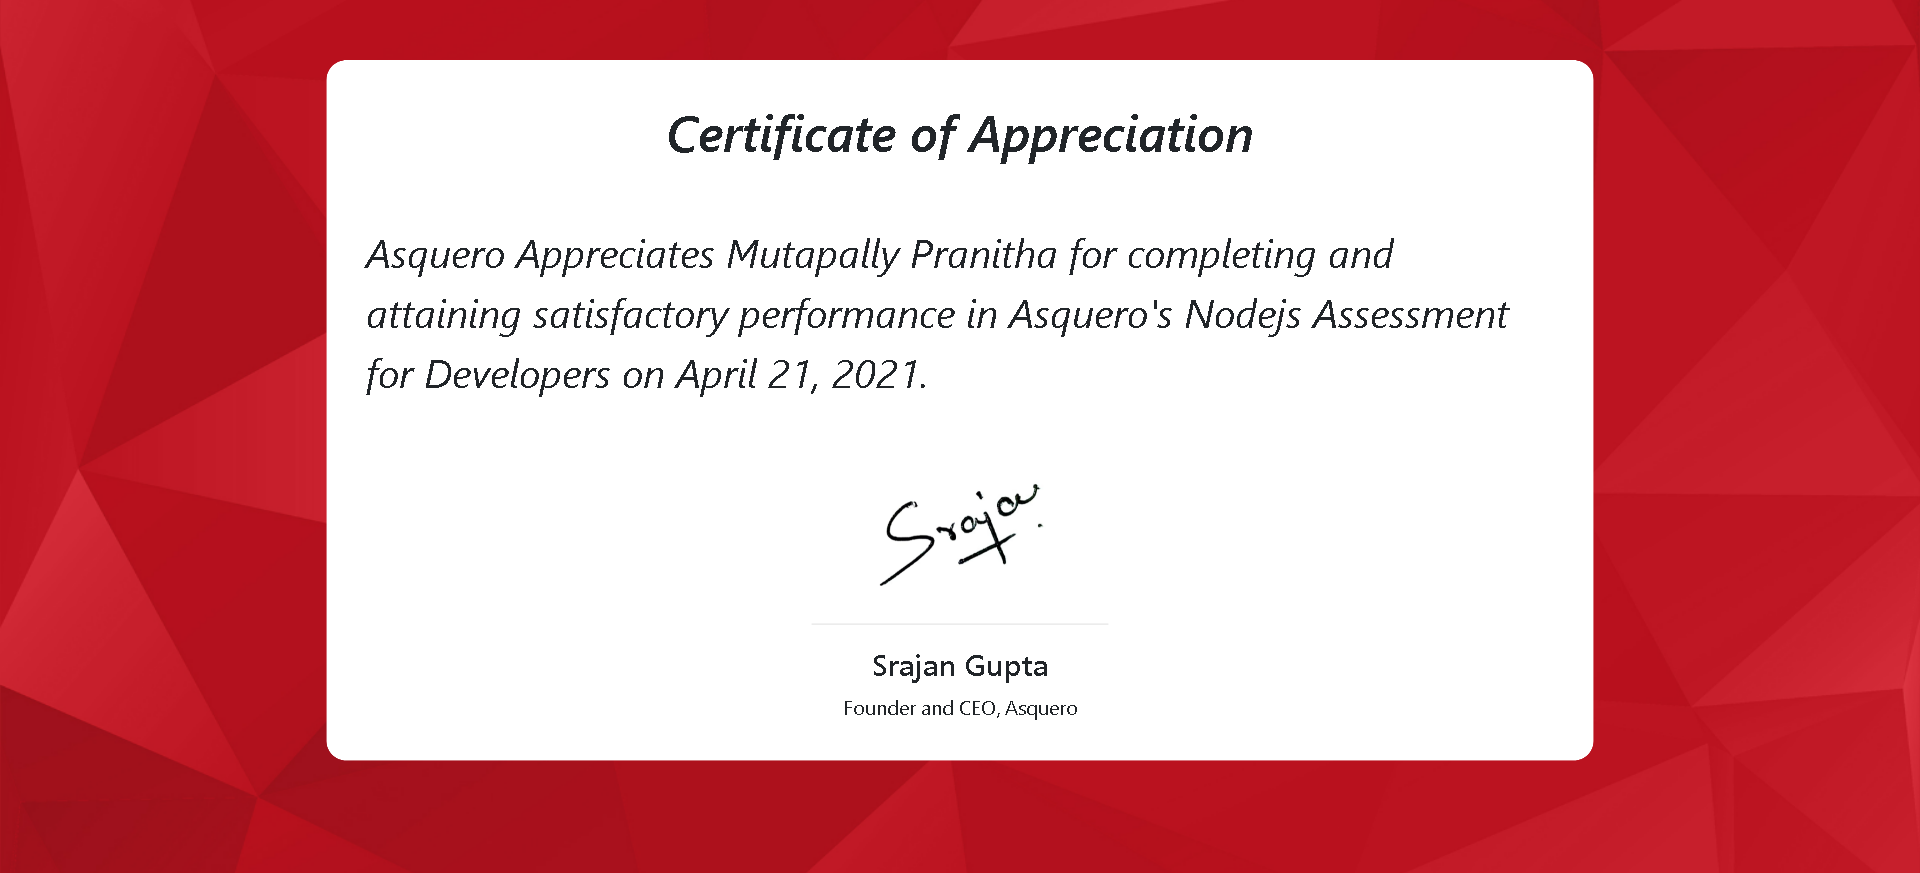 Certificate of Appreciation
Asquero Appreciates Mutapally Pranitha for completing and
attaining satisfactory performance in Asquero's Nodejs Assessment
for Developers on April 21, 2021.
Srajan
Srajan Gupta
Founder and CEO, Asquero